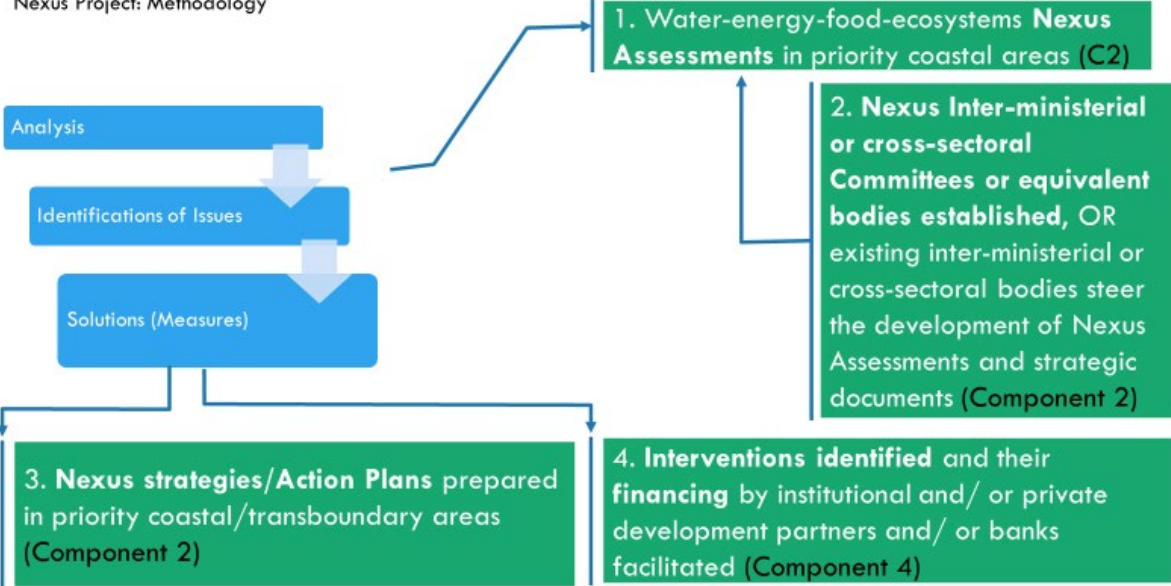 Nexus Project: Methodology
1. Water-energy-food-ecosystems Nexus
Assessments in priority coastal areas (C2)
Analysis
Identifications of Issues
Solutions (Measures)
2. Nexus Inter-ministerial
or cross-sectoral
Committees or equivalent
bodies established, OR
existing inter-ministerial or
cross-sectoral bodies steer
the development of Nexus
Assessments and strategic
documents (Component 2)
3. Nexus strategies/Action Plans prepared
in priority coastal/transboundary areas
(Component 2)
4. Interventions identified and their
financing by institutional and/ or private
development partners and/ or banks
facilitated (Component 4)